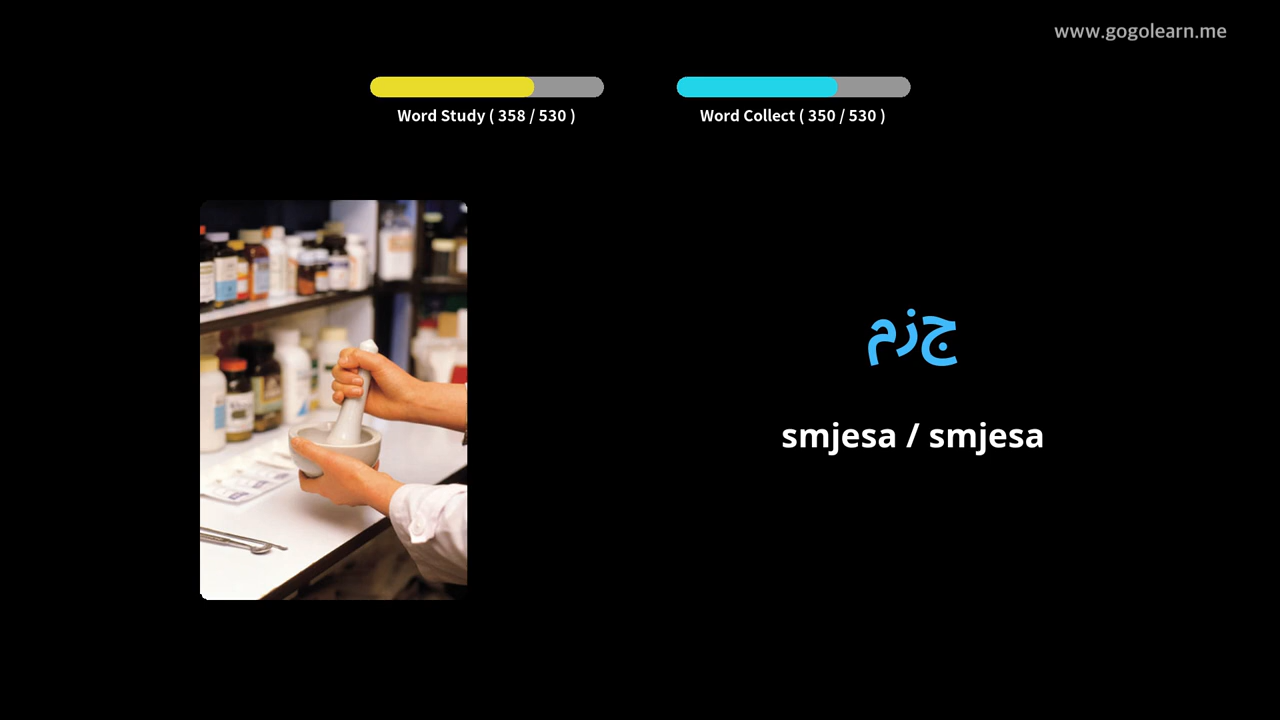 www.gogolearn.me
Word Study ( 358 / 530 )
Word Collect ( 350 / 530 )
جزم
smjesa / smjesa